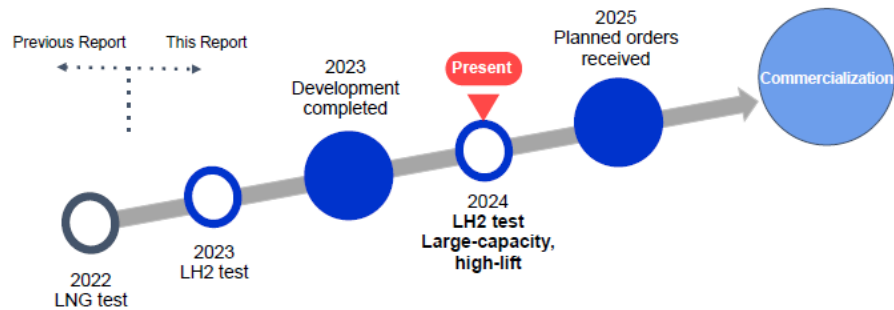 Previous Report
This Report
2023
Development
completed
Present
2025
Planned orders
received
Commercialization
2022
LNG test
2023
LH2 test
2024
LH2 test
Large-capacity,
high-lift